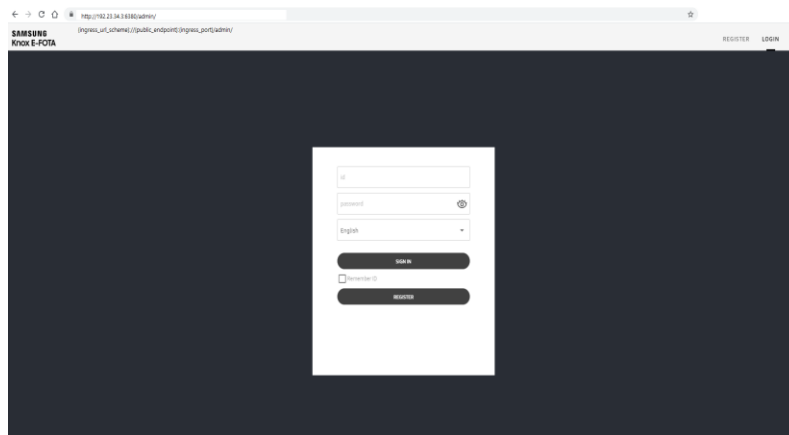 http://192.23.34.3:6380/admin/
{ingress_url_scheme}://{public_endpoint}:{ingress_port}/admin/
SAMSUNG
Knox E-FOTA
REGISTER LOGIN
id
password
English
SIGN IN
Remember ID
REGISTER